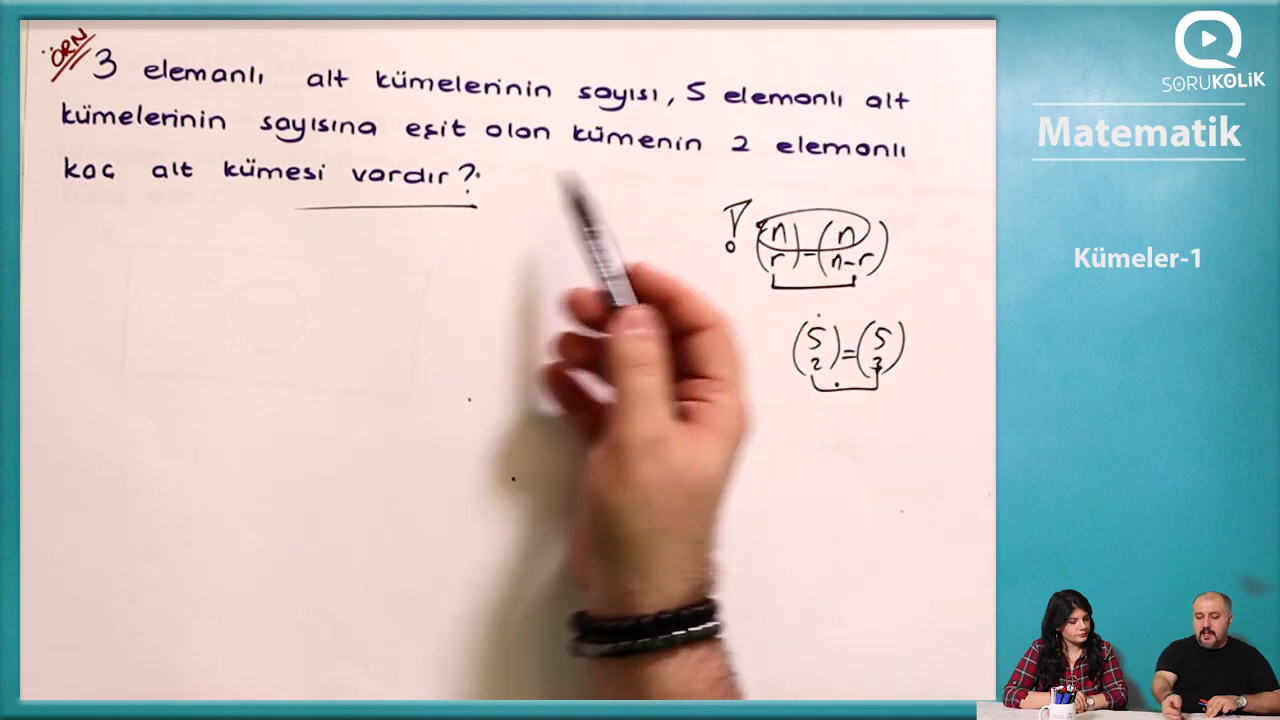 ÖRN
3 elemanlı alt kümelerinin sayısı, 5 elemanlı alt
kümelerinin sayısına eşit olan kümenin 2 elemanlı
kaç alt kümesi vardır?
! (n r) = (n n-r)
(5 2) = (5 3)
SORUKOLİK
Matematik
Kümeler-1